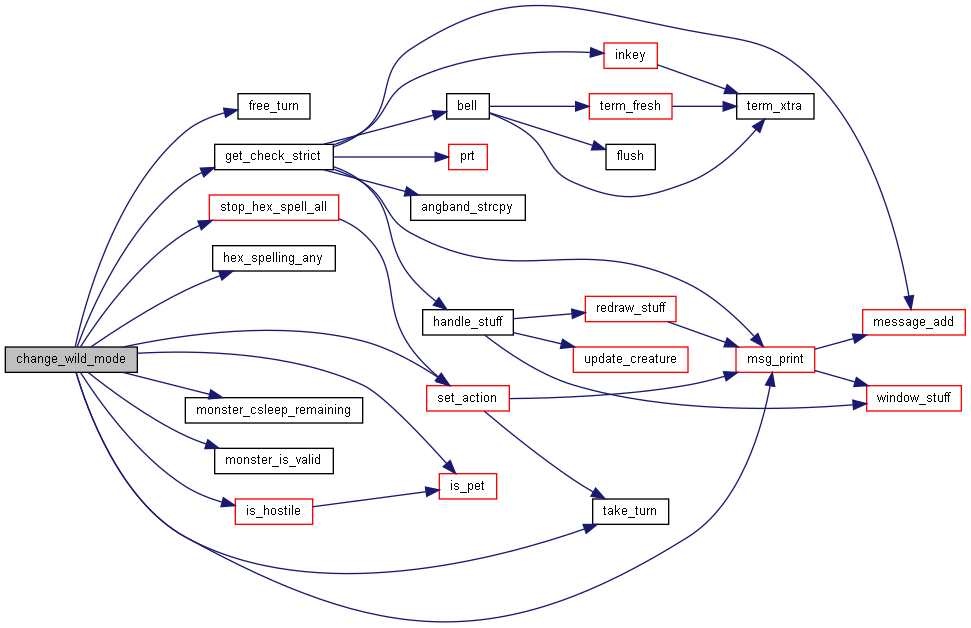 change_wild_mode
free_turn
get_check_strict
stop_hex_spell_all
hex_spelling_any
monster_csleep_remaining
monster_is_valid
is_hostile
bell
prt
angband_strcpy
handle_stuff
set_action
is_pet
inkey
term_fresh
flush
redraw_stuff
update_creature
take_turn
term_xtra
msg_print
message_add
window_stuff